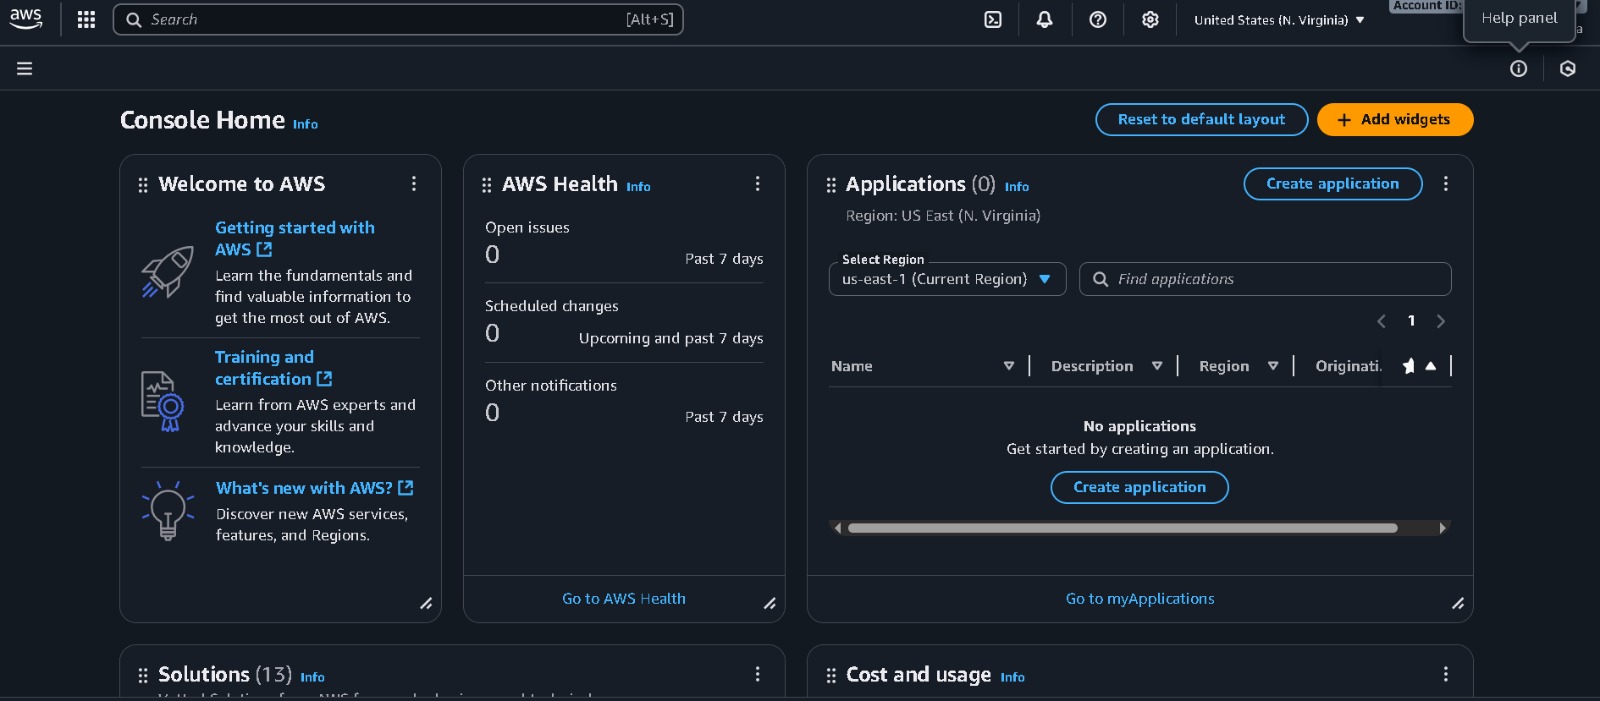 aws
Search
[Alt+S]
United States (N. Virginia)
Account ID:
Help panel
Console Home Info
Reset to default layout
Add widgets
Welcome to AWS
Getting started with
AWS
Learn the fundamentals and
find valuable information to
get the most out of AWS.
Training and
certification
Learn from AWS experts and
advance your skills and
knowledge.
What's new with AWS?
Discover new AWS services,
features, and Regions.
AWS Health Info
Open issues
0
Past 7 days
Scheduled changes
0
Upcoming and past 7 days
Other notifications
0
Past 7 days
Go to AWS Health
Applications (0) Info
Create application
Region: US East (N. Virginia)
Select Region
us-east-1 (Current Region)
Find applications
1
Name
Description
Region
Originati.
No applications
Get started by creating an application.
Create application
Go to myApplications
Solutions (13) Info
Cost and usage Info